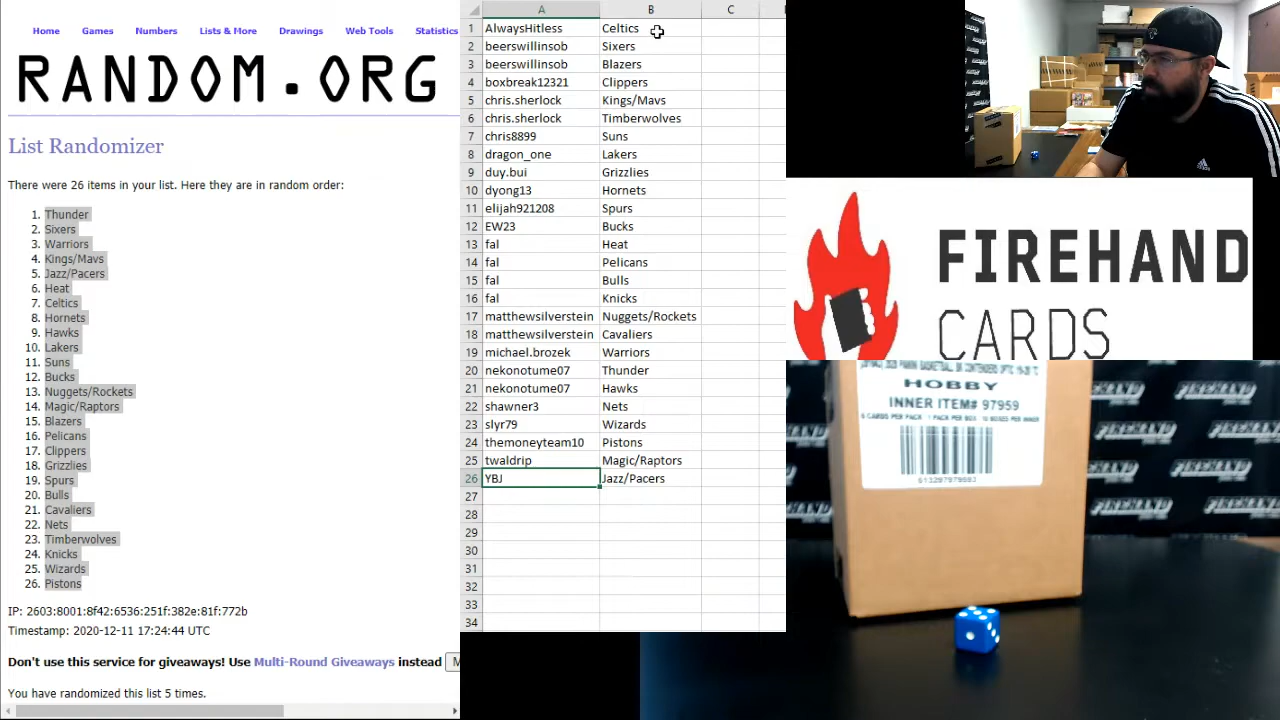 Home Games Numbers Lists & More Drawings Web Tools Statistics
RANDOM.ORG
List Randomizer
There were 26 items in your list. Here they are in random order:
1. Thunder
2. Sixers
3. Warriors
4. Kings/Mavs
5. Jazz/Pacers
6. Heat
7. Celtics
8. Hornets
9. Hawks
10. Lakers
11. Suns
12. Bucks
13. Nuggets/Rockets
14. Magic/Raptors
15. Blazers
16. Pelicans
17. Clippers
18. Grizzlies
19. Spurs
20. Bulls
21. Cavaliers
22. Nets
23. Timberwolves
24. Knicks
25. Wizards
26. Pistons
IP: 2603:8001:8f42:6536:251f:382e:81f:772b
Timestamp: 2020-12-11 17:24:44 UTC
Don't use this service for giveaways! Use Multi-Round Giveaways instead
You have randomized this list 5 times.
A B C
1 AlwaysHitless Celtics
2 beerswillinsob Sixers
3 beerswillinsob Blazers
4 boxbreak12321 Clippers
5 chris.sherlock Kings/Mavs
6 chris.sherlock Timberwolves
7 chris8899 Suns
8 dragon_one Lakers
9 duy.bui Grizzlies
10 dyong13 Hornets
11 elijah921208 Spurs
12 EW23 Bucks
13 fal Heat
14 fal Pelicans
15 fal Bulls
16 fal Knicks
17 matthewsilverstein Nuggets/Rockets
18 matthewsilverstein Cavaliers
19 michael.brozek Warriors
20 nekonotume07 Thunder
21 nekonotume07 Hawks
22 shawner3 Nets
23 slyr79 Wizards
24 themoneyteam10 Pistons
25 twaldrip Magic/Raptors
26 YBJ Jazz/Pacers
27
28
29
30
31
32
33
34
adidas
FIREHAND
CARDS
HOBBY
INNER ITEM# 97959